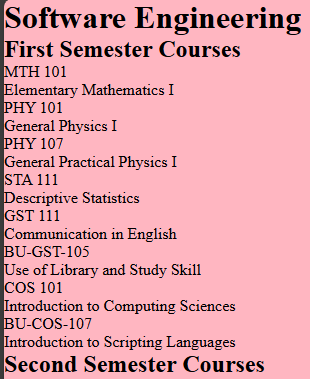 Software Engineering
First Semester Courses
MTH 101
Elementary Mathematics I
PHY 101
General Physics I
PHY 107
General Practical Physics I
STA 111
Descriptive Statistics
GST 111
Communication in English
BU-GST-105
Use of Library and Study Skill
COS 101
Introduction to Computing Sciences
BU-COS-107
Introduction to Scripting Languages
Second Semester Courses